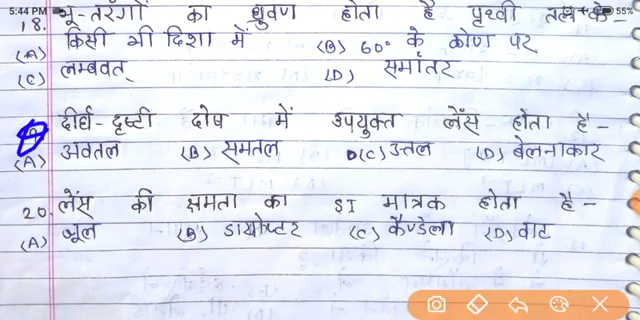 5:44 PM 55%
18. भू-तरंगों का ध्रुवण होता है पृथ्वी तल के-
(A) किसी भी दिशा में (B) 60° के कोण पर
(C) लम्बवत् (D) समांतर
दीर्घ-दृष्टी दोष में उपयुक्त लेंस होता है-
(A) अवतल (B) समतल (C) उत्तल (D) बेलनाकार
20. लेंस की क्षमता का SI मात्रक होता है-
(A) जूल (B) डायोप्टर (C) कैण्डेला (D) वाट